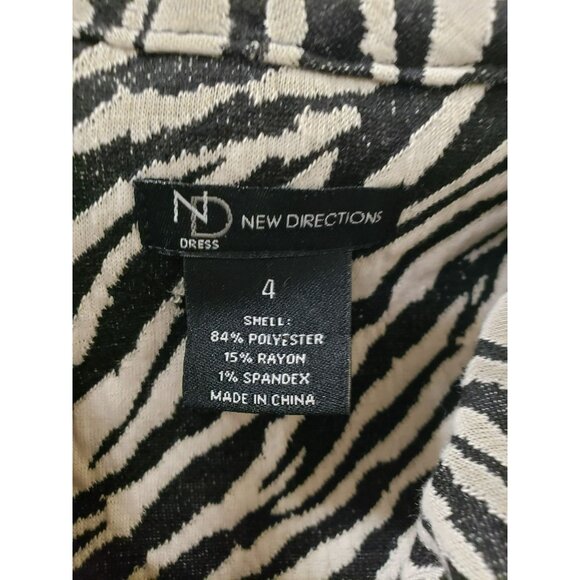 ND NEW DIRECTIONS
DRESS
4
SHELL:
84% POLYESTER
15% RAYON
1% SPANDEX
MADE IN CHINA